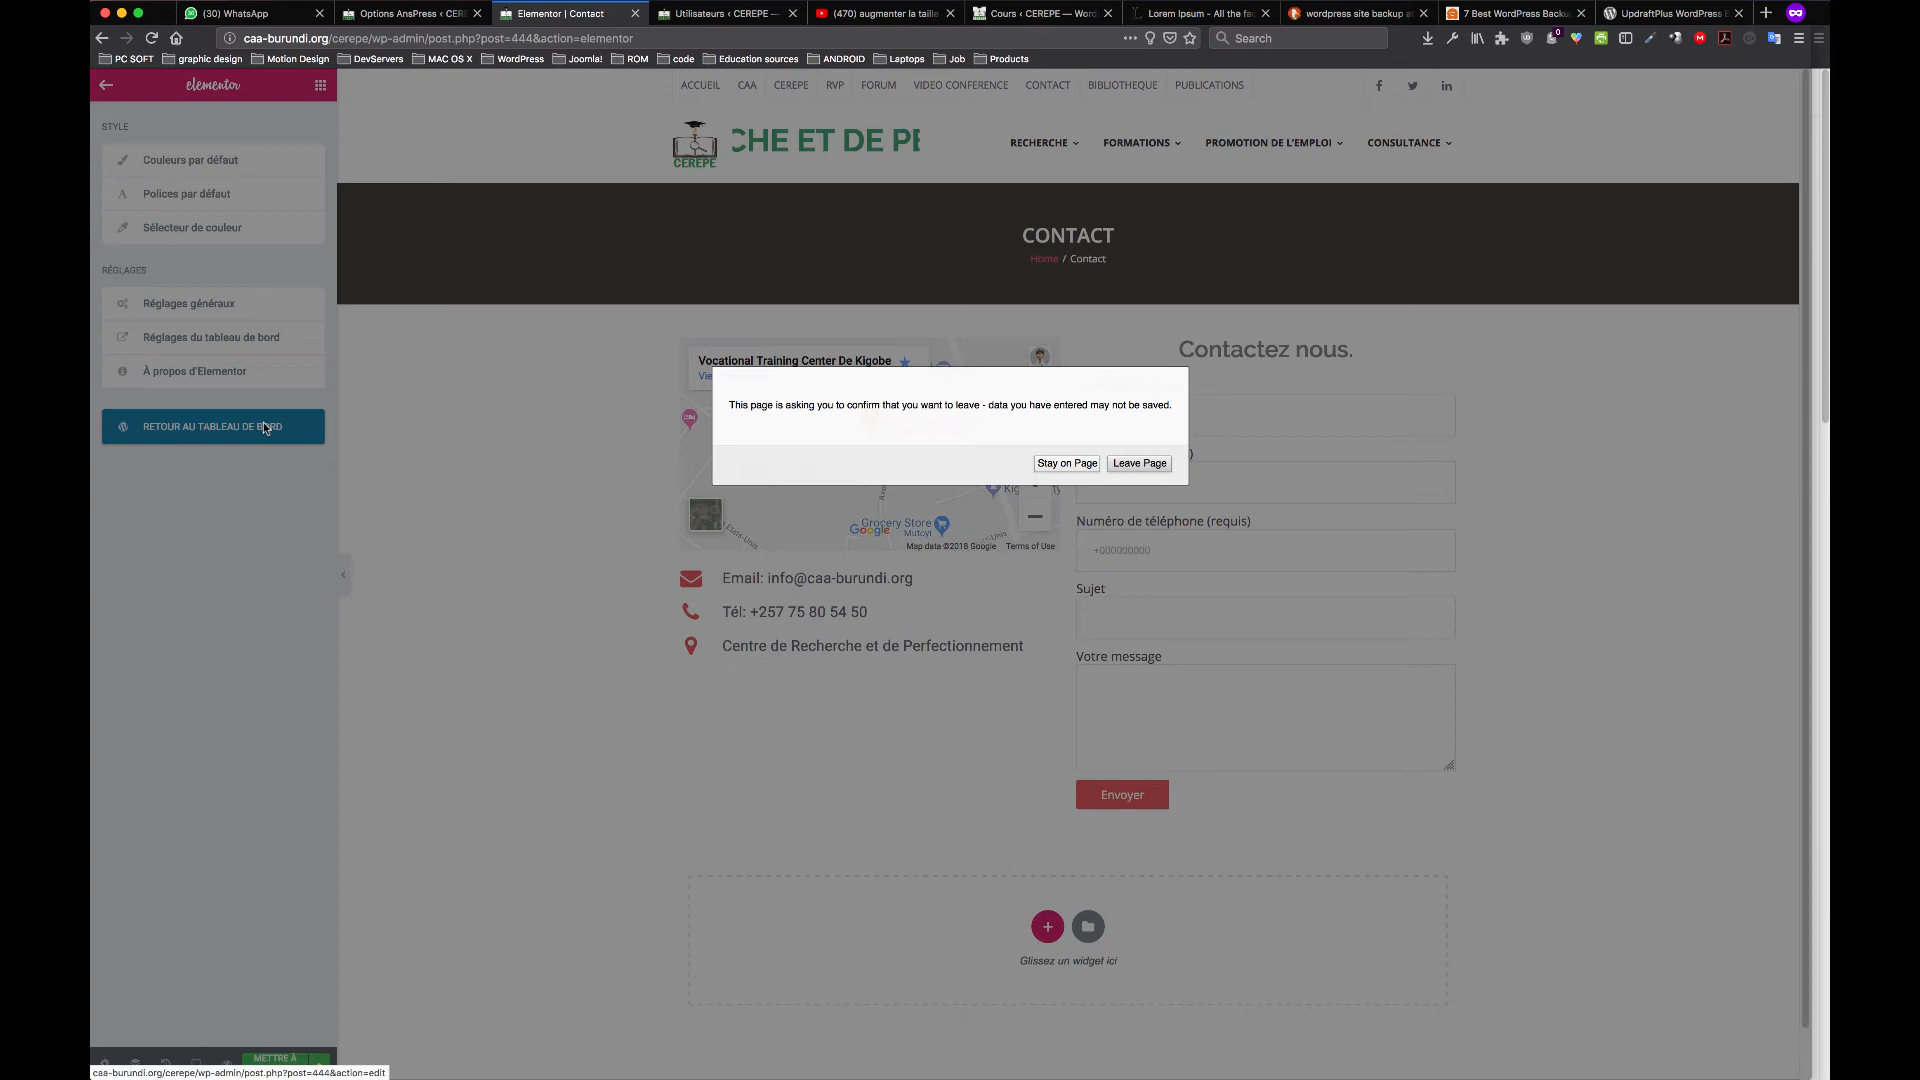 (30) WhatsApp
Options AnsPress ‹ CERE
Elementor | Contact
Utilisateurs ‹ CEREPE —
(470) augmenter la taille
Cours ‹ CEREPE — Word
Lorem Ipsum - All the fac
wordpress site backup at
7 Best WordPress Backup
UpdraftPlus WordPress B
caa-burundi.org/cerepe/wp-admin/post.php?post=444&action=elementor
Search
0
PC SOFT
graphic design
Motion Design
DevServers
MAC OS X
WordPress
Joomla!
ROM
code
Education sources
ANDROID
Laptops
Job
Products
elementor
ACCUEIL
CAA
CEREPE
RVP
FORUM
VIDEO CONFERENCE
CONTACT
BIBLIOTHEQUE
PUBLICATIONS
STYLE
Couleurs par défaut
Polices par défaut
Sélecteur de couleur
CEREPE
CHE ET DE PE
RECHERCHE
FORMATIONS
PROMOTION DE L'EMPLOI
CONSULTANCE
CONTACT
Home / Contact
RÉGLAGES
Réglages généraux
Réglages du tableau de bord
À propos d'Elementor
RETOUR AU TABLEAU DE BORD
Vocational Training Center De Kigobe
Contactez nous.
This page is asking you to confirm that you want to leave - data you have entered may not be saved.
Stay on Page
Leave Page
Grocery Store
Mutoyi
Google
Map data ©2018 Google
Terms of Use
Numéro de téléphone (requis)
+000000000
Email: info@caa-burundi.org
Tél: +257 75 80 54 50
Centre de Recherche et de Perfectionnement
Sujet
Votre message
Envoyer
Glissez un widget ici
METTRE À
caa-burundi.org/cerepe/wp-admin/post.php?post=444&action=edit